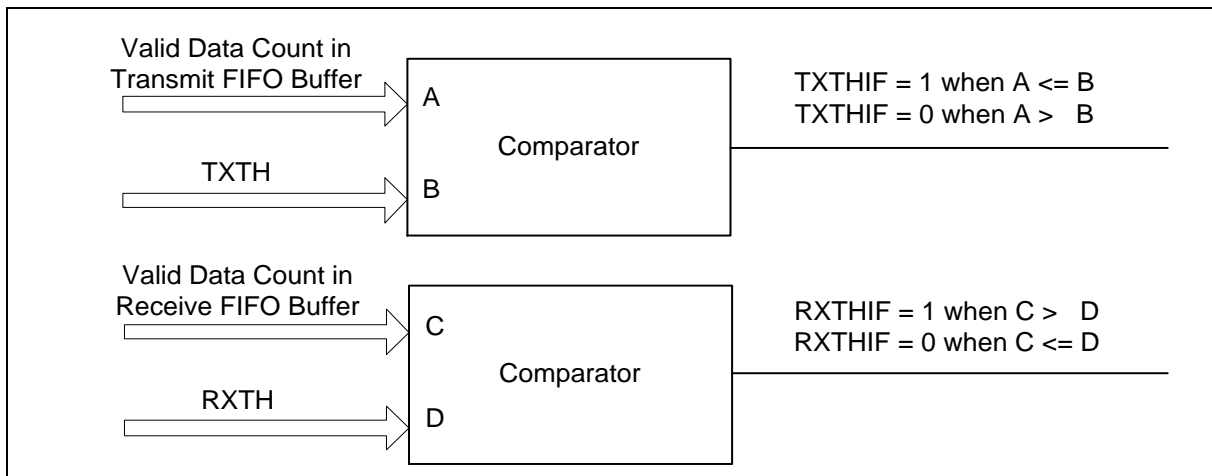 Valid Data Count in
Transmit FIFO Buffer
A
TXTH
B
Comparator
TXTHIF = 1 when A <= B
TXTHIF = 0 when A > B
Valid Data Count in
Receive FIFO Buffer
C
RXTH
D
Comparator
RXTHIF = 1 when C > D
RXTHIF = 0 when C <= D